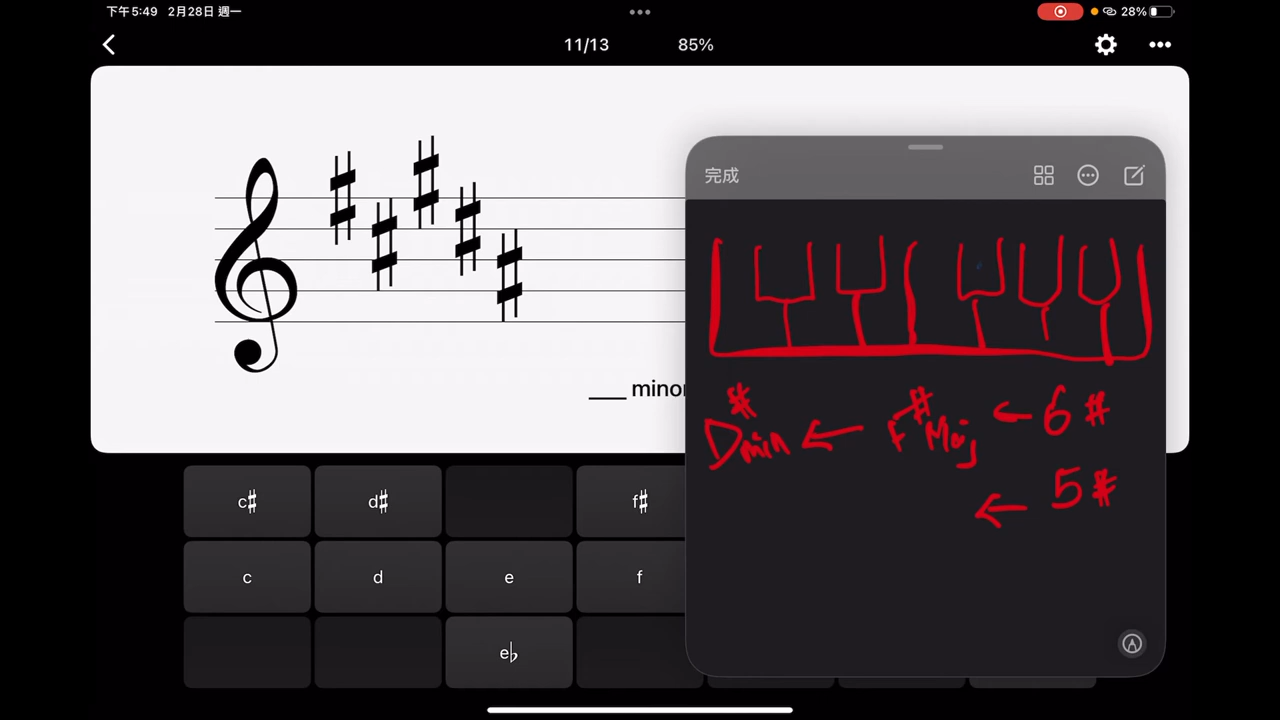 下午5:49 2月28日 週一
28%
11/13 85%
完成
___ minor
D# min ← F# Maj ← 6 #
← 5 #
c♯ d♯ f♯
c d e f
e♭